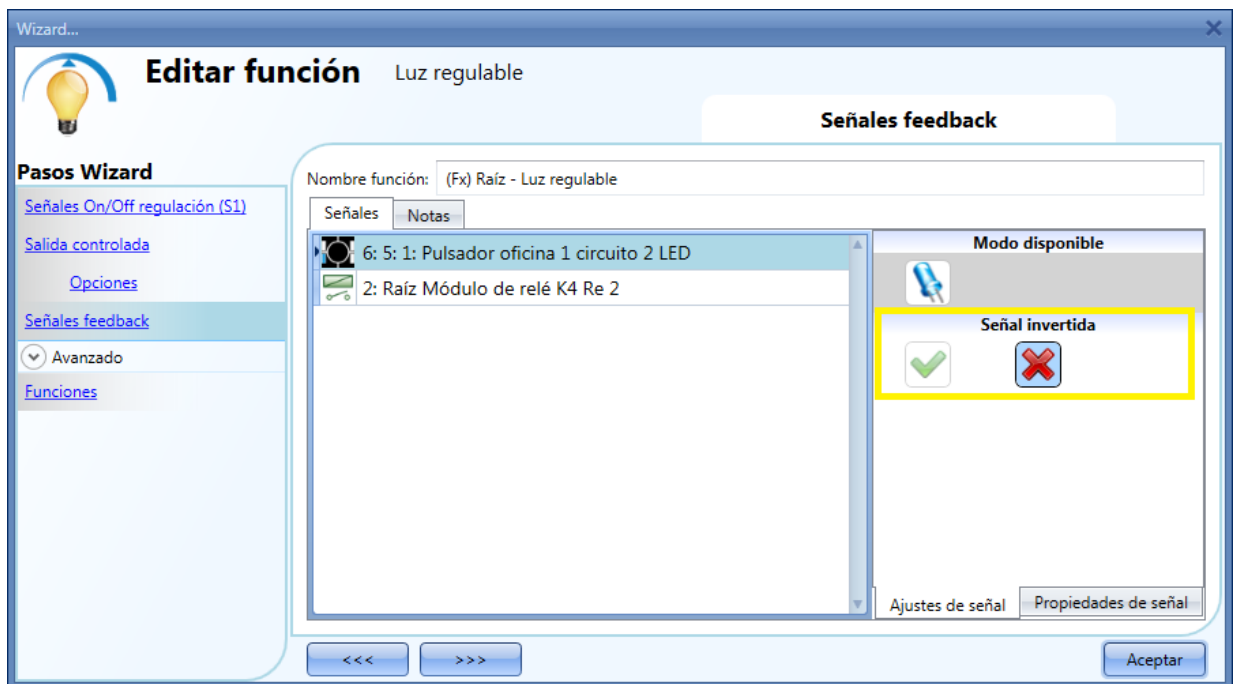 Wizard...
Editar función Luz regulable
Señales feedback
Pasos Wizard
Señales On/Off regulación (S1)
Salida controlada
Opciones
Señales feedback
Avanzado
Funciones
Nombre función: (Fx) Raíz - Luz regulable
Señales Notas
6: 5: 1: Pulsador oficina 1 circuito 2 LED
2: Raíz Módulo de relé K4 Re 2
Modo disponible
Señal invertida
Ajustes de señal Propiedades de señal
<<< >>> Aceptar